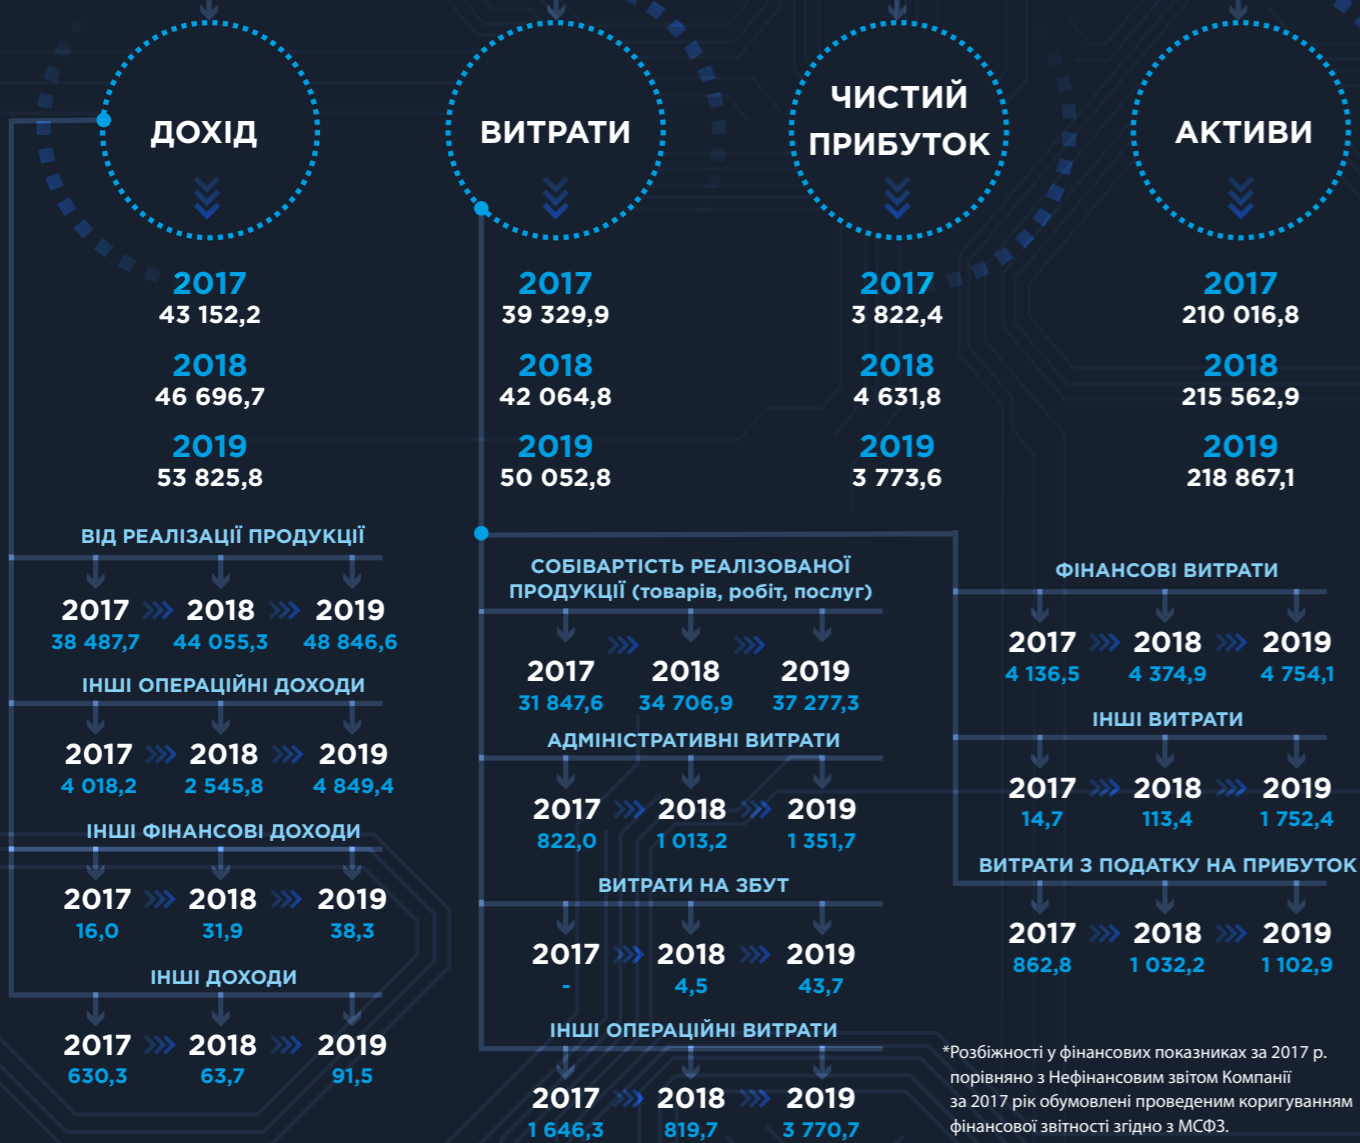 ДОХІД
2017
43 152,2
2018
46 696,7
2019
53 825,8
ВІД РЕАЛІЗАЦІЇ ПРОДУКЦІЇ
2017 2018 2019
38 487,7 44 055,3 48 846,6
ІНШІ ОПЕРАЦІЙНІ ДОХОДИ
2017 2018 2019
4 018,2 2 545,8 4 849,4
ІНШІ ФІНАНСОВІ ДОХОДИ
2017 2018 2019
16,0 31,9 38,3
ІНШІ ДОХОДИ
2017 2018 2019
630,3 63,7 91,5
ВИТРАТИ
2017
39 329,9
2018
42 064,8
2019
50 052,8
СОБІВАРТІСТЬ РЕАЛІЗОВАНОЇ
ПРОДУКЦІЇ (товарів, робіт, послуг)
2017 2018 2019
31 847,6 34 706,9 37 277,3
АДМІНІСТРАТИВНІ ВИТРАТИ
2017 2018 2019
822,0 1 013,2 1 351,7
ВИТРАТИ НА ЗБУТ
2017 2018 2019
- 4,5 43,7
ІНШІ ОПЕРАЦІЙНІ ВИТРАТИ
2017 2018 2019
1 646,3 819,7 3 770,7
ФІНАНСОВІ ВИТРАТИ
2017 2018 2019
4 136,5 4 374,9 4 754,1
ІНШІ ВИТРАТИ
2017 2018 2019
14,7 113,4 1 752,4
ВИТРАТИ З ПОДАТКУ НА ПРИБУТОК
2017 2018 2019
862,8 1 032,2 1 102,9
ЧИСТИЙ
ПРИБУТОК
2017
3 822,4
2018
4 631,8
2019
3 773,6
АКТИВИ
2017
210 016,8
2018
215 562,9
2019
218 867,1
*Розбіжності у фінансових показниках за 2017 р.
порівняно з Нефінансовим звітом Компанії
за 2017 рік обумовлені проведеним коригуванням
фінансової звітності згідно з МСФЗ.